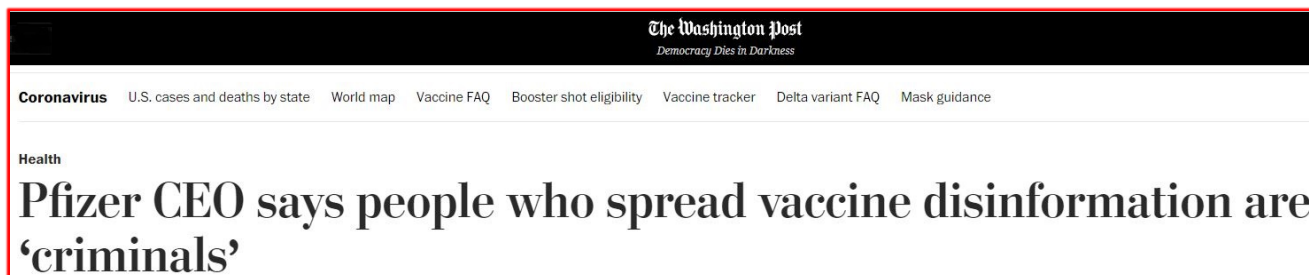 The Washington Post
Democracy Dies in Darkness
Coronavirus U.S. cases and deaths by state World map Vaccine FAQ Booster shot eligibility Vaccine tracker Delta variant FAQ Mask guidance
Health
Pfizer CEO says people who spread vaccine disinformation are
‘criminals’